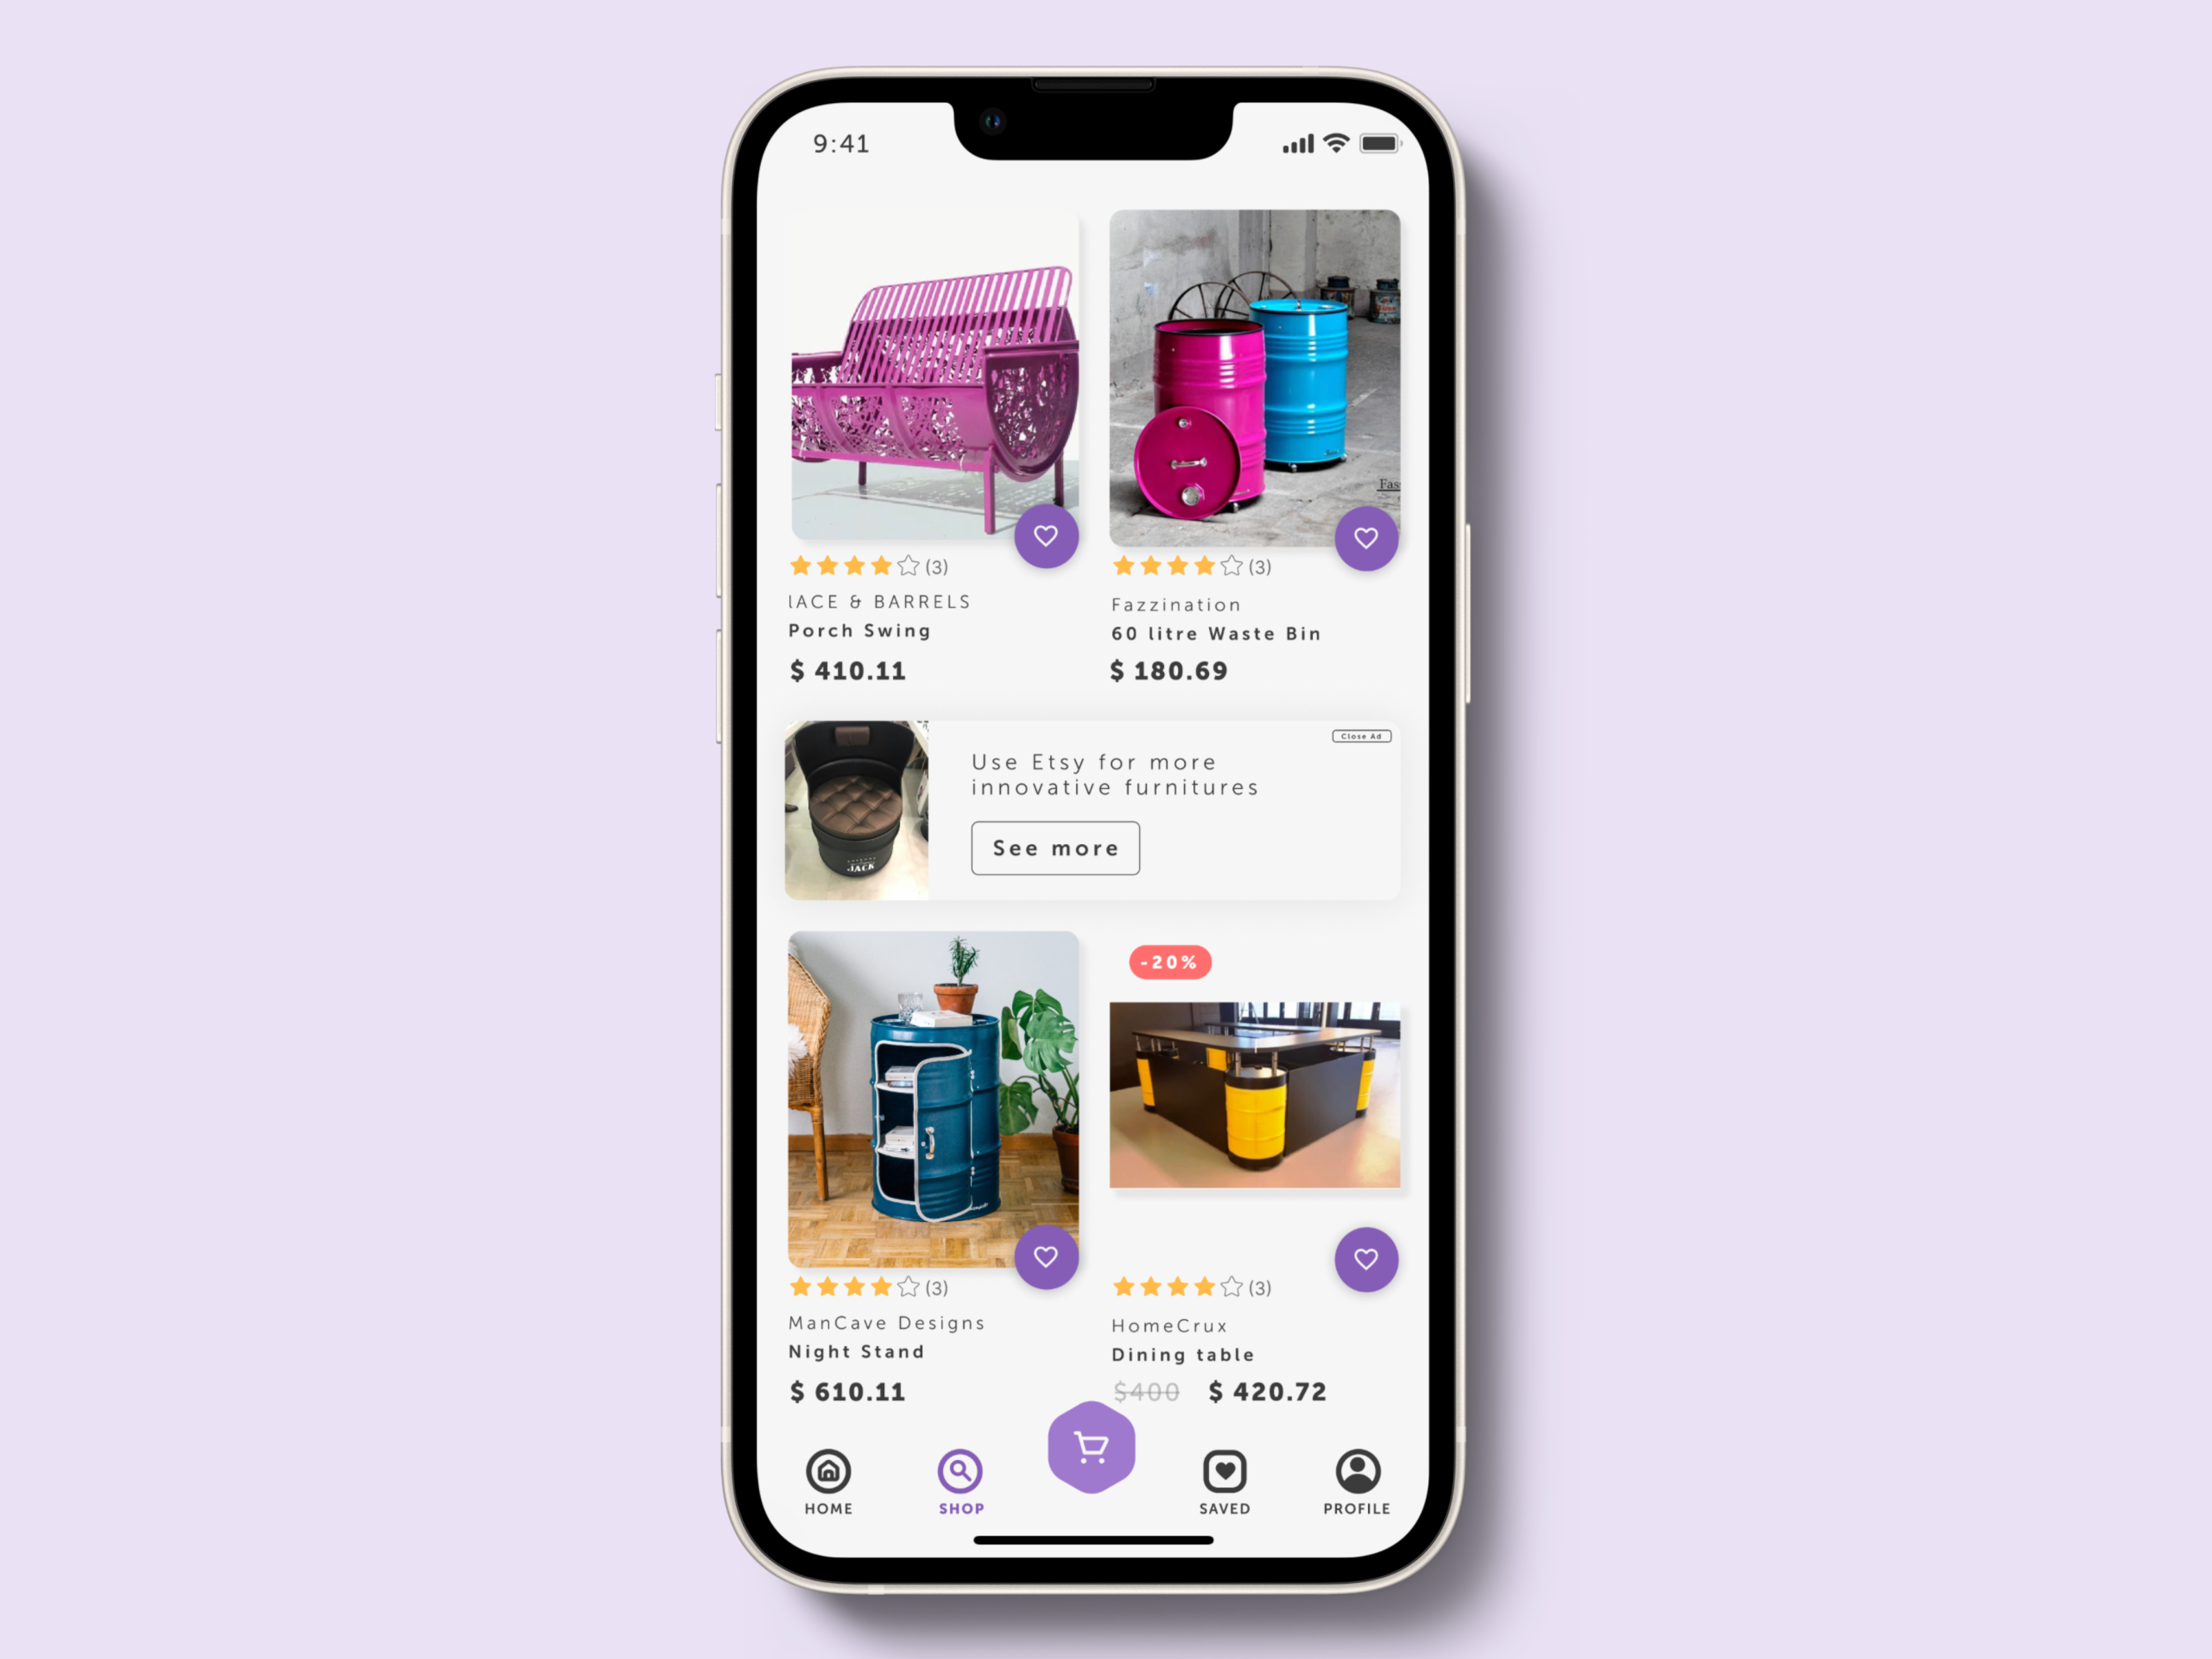 9:41
Fas
(3)
(3)
lACE & BARRELS
Porch Swing
$ 410.11
Fazzination
60 litre Waste Bin
$ 180.69
Close Ad
Use Etsy for more
innovative furnitures
See more
JACK
-20%
(3)
ManCave Designs
Night Stand
$ 610.11
(3)
HomeCrux
Dining table
$400 $ 420.72
HOME
SHOP
SAVED
PROFILE